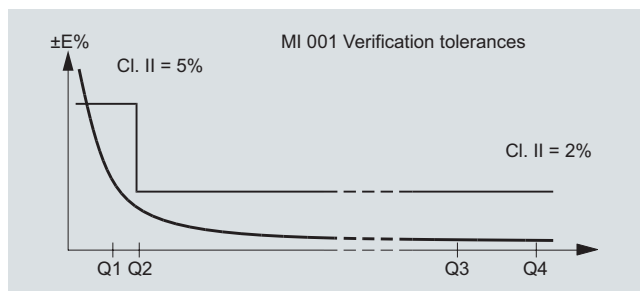 MI 001 Verification tolerances
±E%
Cl. II = 5%
Cl. II = 2%
Q1 Q2 Q3 Q4